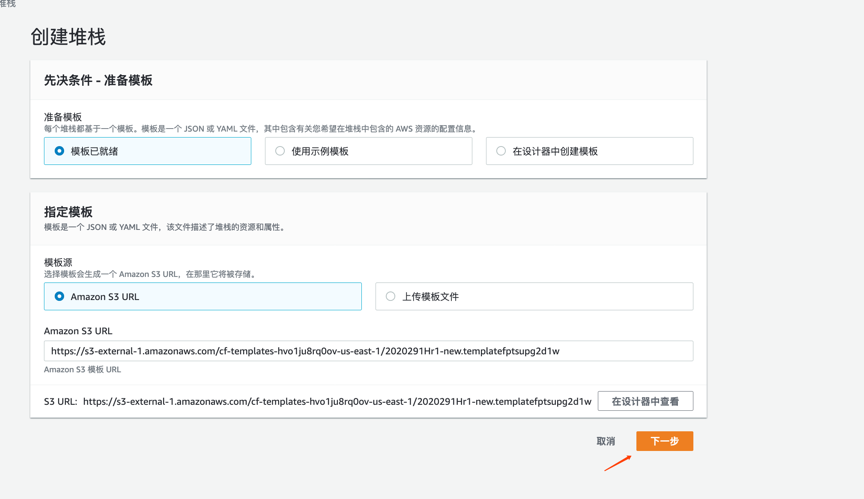 堆栈
创建堆栈
先决条件 - 准备模板
准备模板
每个堆栈都基于一个模板。模板是一个 JSON 或 YAML 文件，其中包含有关您希望在堆栈中包含的 AWS 资源的配置信息。
模板已就绪 使用示例模板 在设计器中创建模板
指定模板
模板是一个 JSON 或 YAML 文件，该文件描述了堆栈的资源和属性。
模板源
选择模板会生成一个 Amazon S3 URL，在那里它将被存储。
Amazon S3 URL 上传模板文件
Amazon S3 URL
https://s3-external-1.amazonaws.com/cf-templates-hvo1ju8rq0ov-us-east-1/2020291Hr1-new.templatefptsupg2d1w
Amazon S3 模板 URL
S3 URL: https://s3-external-1.amazonaws.com/cf-templates-hvo1ju8rq0ov-us-east-1/2020291Hr1-new.templatefptsupg2d1w 在设计器中查看
取消 下一步